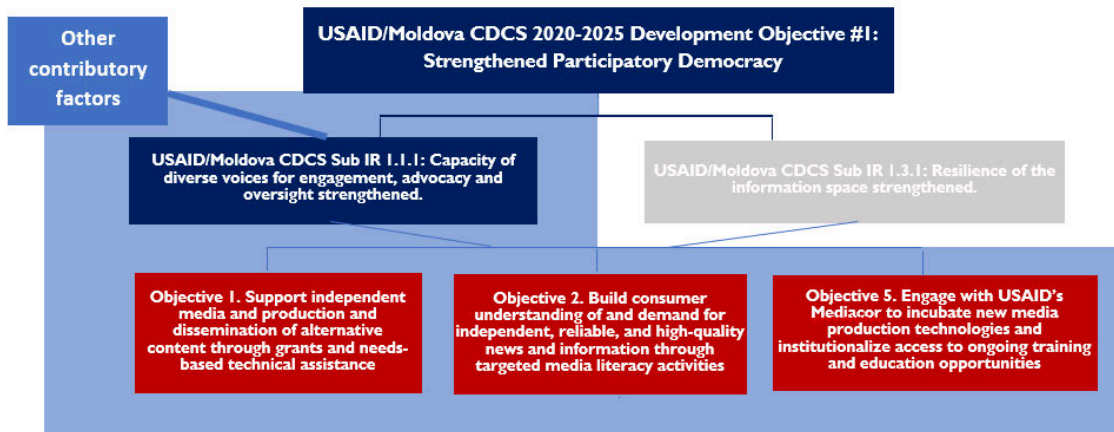 Other
contributory
factors
USAID/Moldova CDCS 2020-2025 Development Objective #1:
Strengthened Participatory Democracy
USAID/Moldova CDCS Sub IR 1.1.1: Capacity of
diverse voices for engagement, advocacy and
oversight strengthened.
USAID/Moldova CDCS Sub IR 1.3.1: Resilience of the
information space strengthened.
Objective 1. Support independent
media and production and
dissemination of alternative
content through grants and needs-
based technical assistance
Objective 2. Build consumer
understanding of and demand for
independent, reliable, and high-quality
news and information through
targeted media literacy activities
Objective 5. Engage with USAID's
Mediacor to incubate new media
production technologies and
institutionalize access to ongoing training
and education opportunities